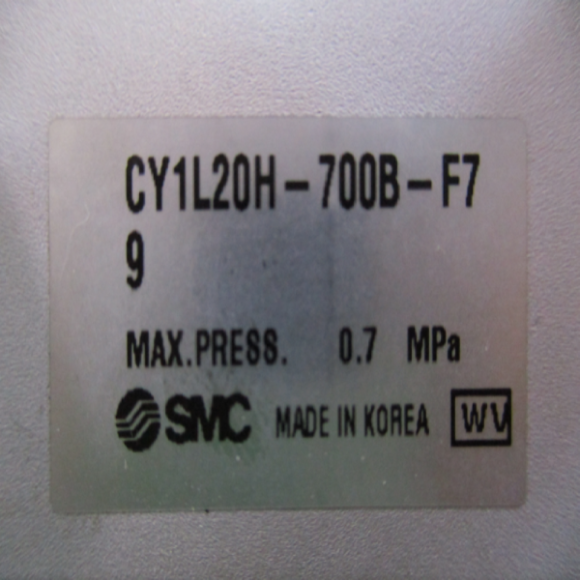 CY1L20H-700B-F7
9
MAX.PRESS. 0.7 MPa
SMC MADE IN KOREA WV